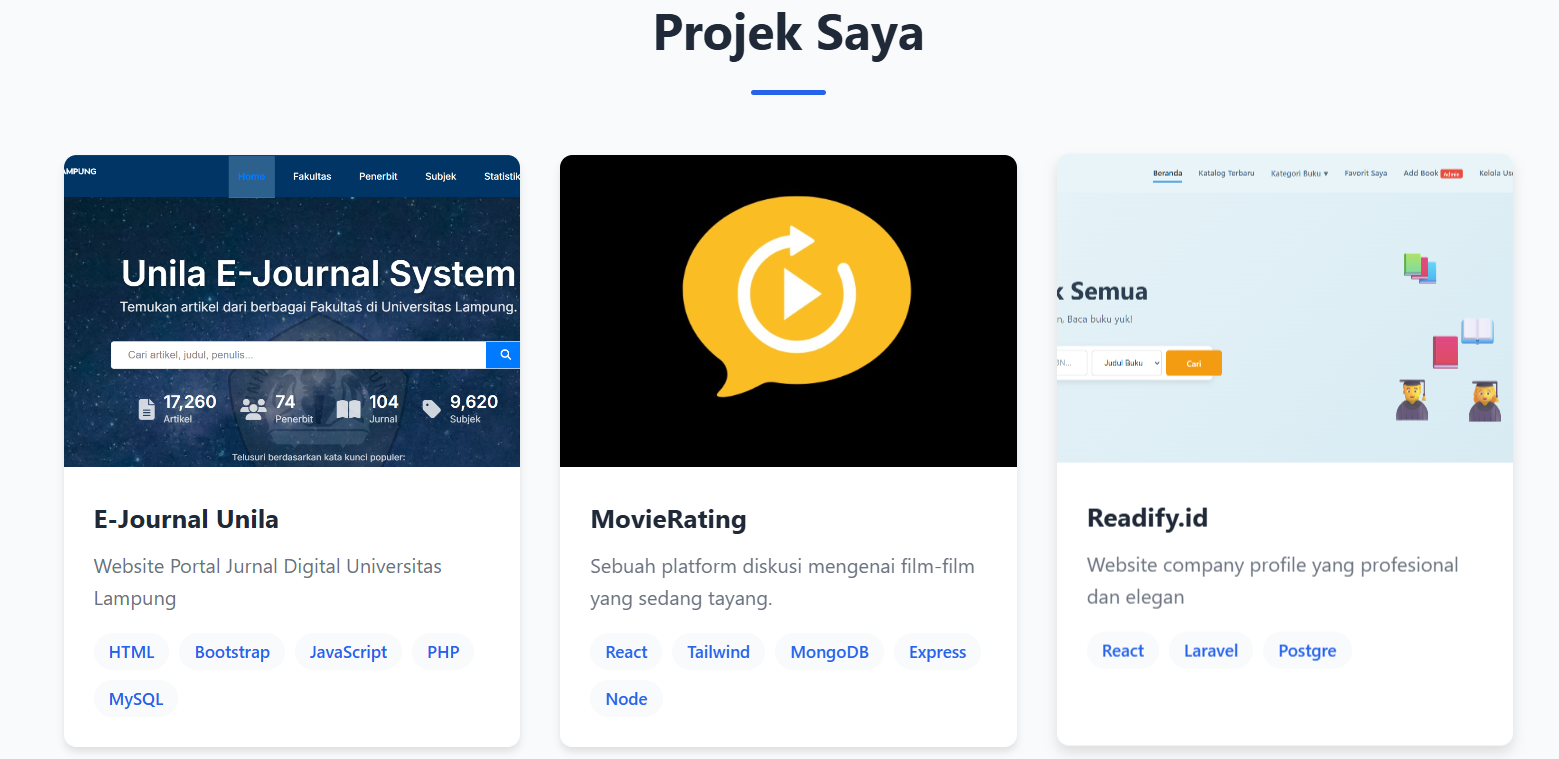 Projek Saya
AMPUNG
Home
Fakultas
Penerbit
Subjek
Statistik
Unila E-Journal System
Temukan artikel dari berbagai Fakultas di Universitas Lampung.
Cari artikel, judul, penulis...
17,260
Artikel
74
Penerbit
104
Jurnal
9,620
Subjek
Telusuri berdasarkan kata kunci populer:
E-Journal Unila
Website Portal Jurnal Digital Universitas
Lampung
HTML
Bootstrap
JavaScript
PHP
MySQL
MovieRating
Sebuah platform diskusi mengenai film-film
yang sedang tayang.
React
Tailwind
MongoDB
Express
Node
Beranda
Katalog Terbaru
Kategori Buku ▾
Favorit Saya
Add Book Admin
Kelola Use
k Semua
n, Baca buku yuk!
Judul Buku
Cari
Readify.id
Website company profile yang profesional
dan elegan
React
Laravel
Postgre